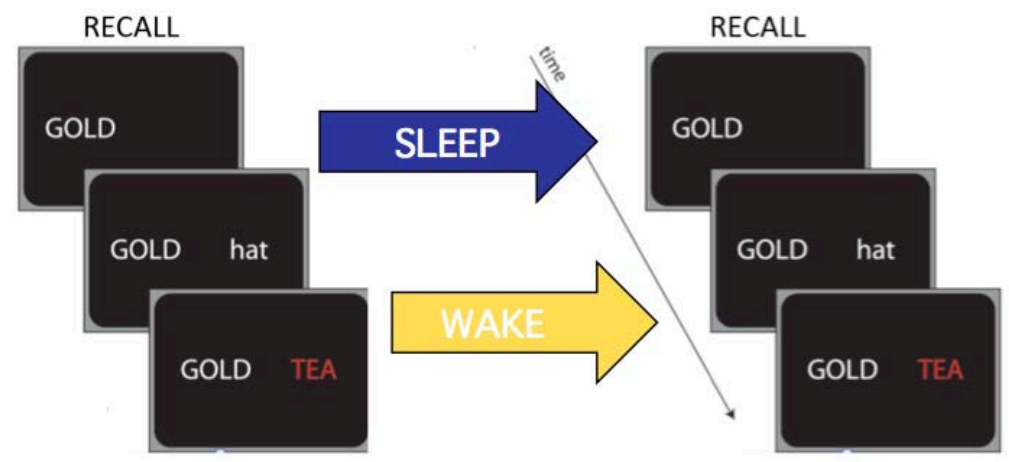 RECALL
GOLD
GOLD hat
GOLD TEA
SLEEP
WAKE
time
RECALL
GOLD
GOLD hat
GOLD TEA